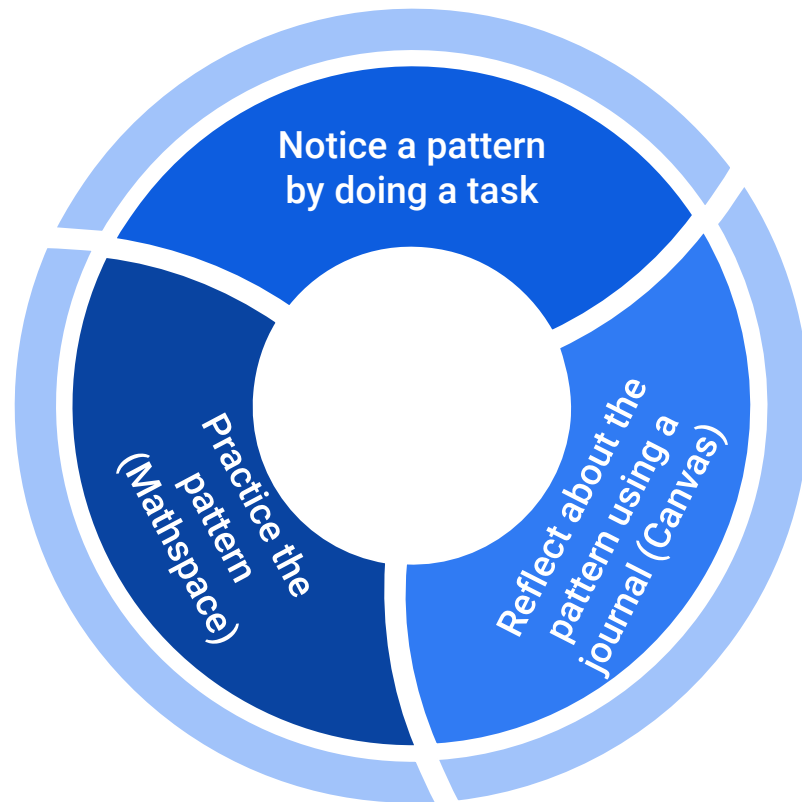 Notice a pattern
by doing a task
Reflect about the
pattern using a
journal (Canvas)
Practice the
pattern
(Mathspace)